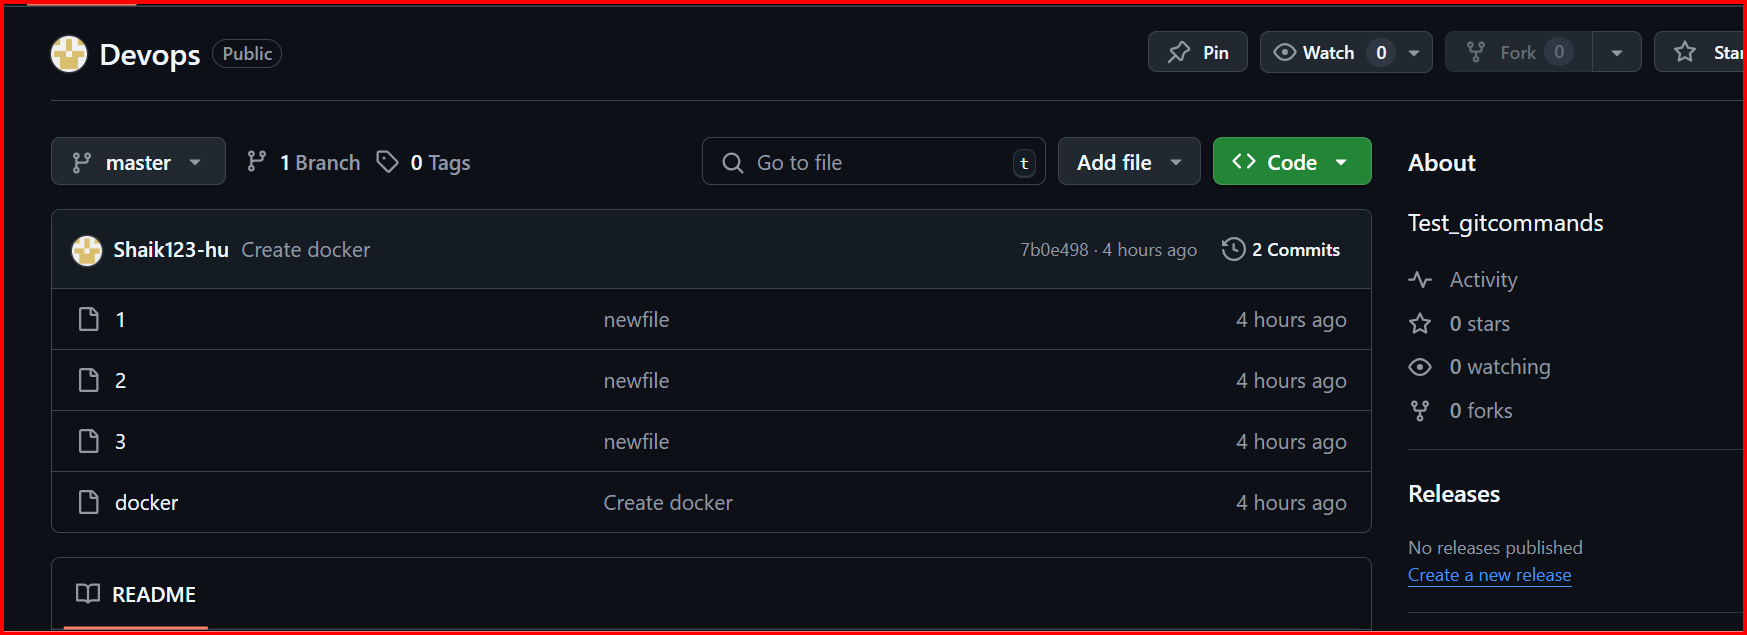 Devops Public
Pin
Watch 0
Fork 0
Star
master
1 Branch
0 Tags
Go to file t
Add file
Code
Shaik123-hu Create docker 7b0e498 · 4 hours ago 2 Commits
1 newfile 4 hours ago
2 newfile 4 hours ago
3 newfile 4 hours ago
docker Create docker 4 hours ago
README
About
Test_gitcommands
Activity
0 stars
0 watching
0 forks
Releases
No releases published
Create a new release